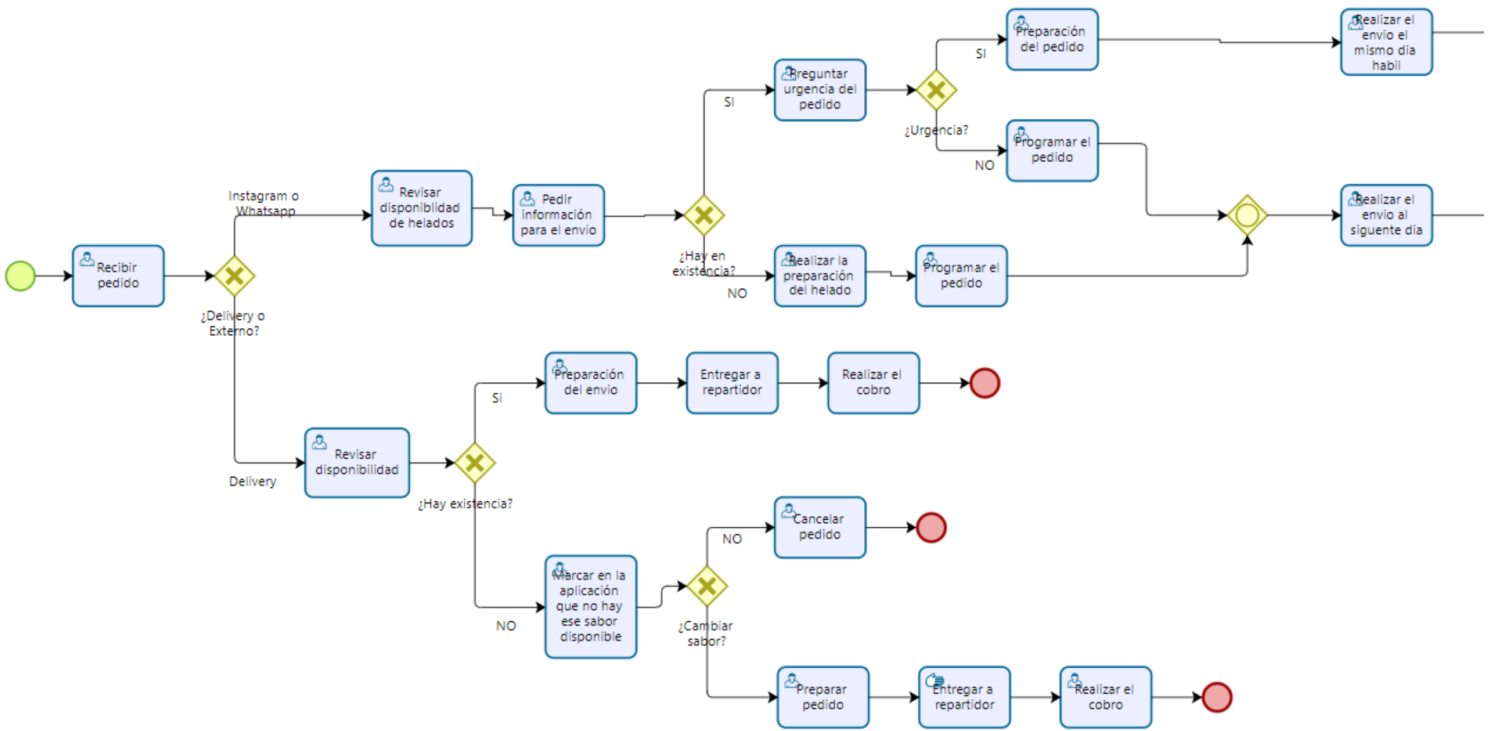 Preparación
del pedido
Realizar el
envio el
mismo dia
habil
SI
Preguntar
urgencia del
pedido
SI
¿Urgencia?
Programar el
pedido
NO
Instagram o
Whatsapp
Revisar
disponiblidad
de helados
Pedir
información
para el envio
Realizar el
envio al
siguente dia
¿Hay en
existencia?
NO
Realizar la
preparación
del helado
Programar el
pedido
Recibir
pedido
¿Delivery o
Externo?
Preparación
del envio
Entregar a
repartidor
Realizar el
cobro
Si
Revisar
disponibilidad
Delivery
¿Hay existencia?
Cancelar
pedido
NO
Marcar en la
aplicación
que no hay
ese sabor
disponible
NO
¿Cambiar
sabor?
Preparar
pedido
Entregar a
repartidor
Realizar el
cobro